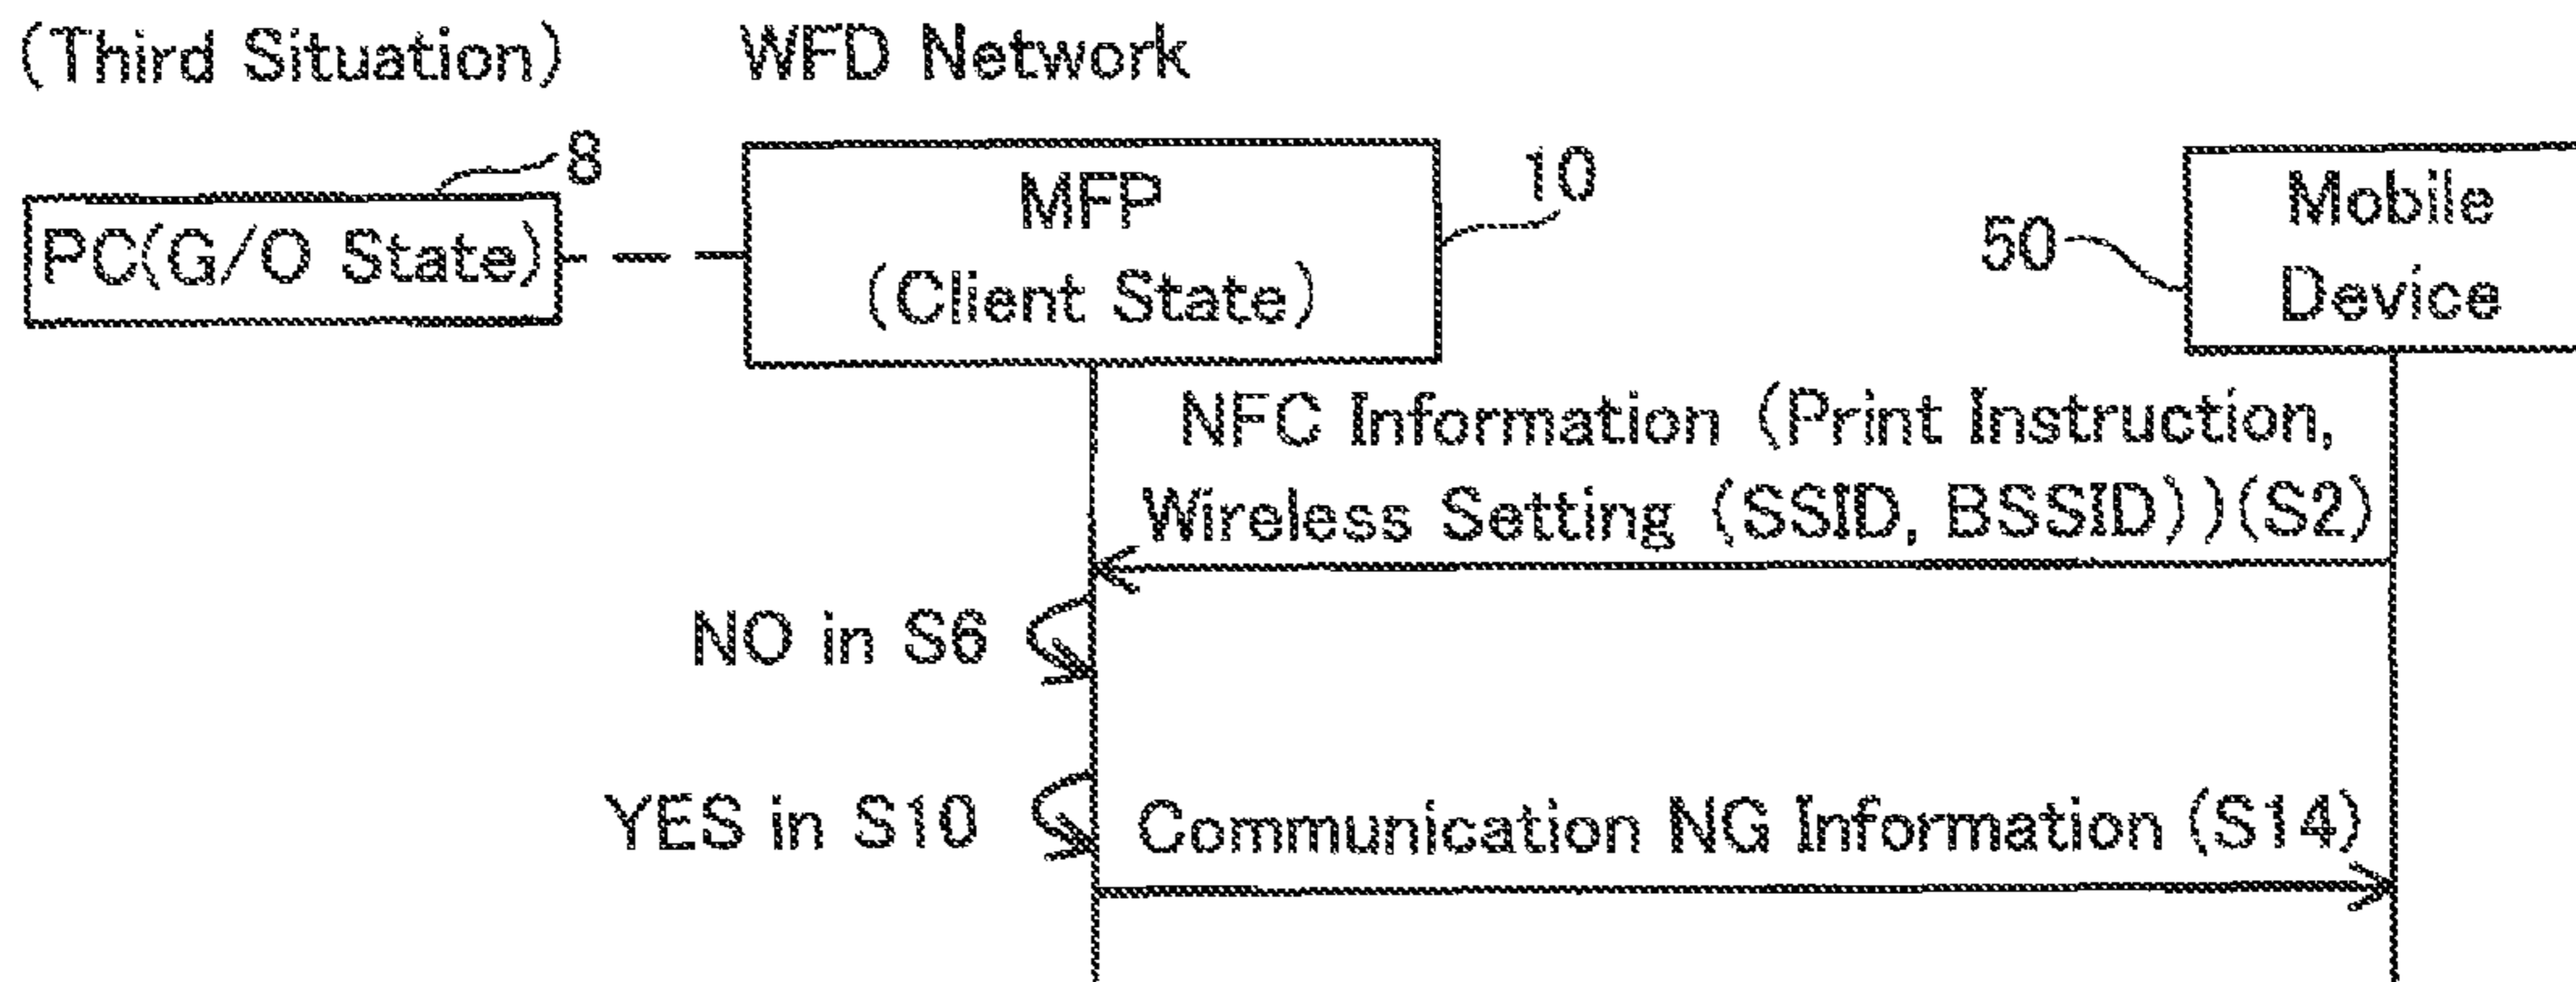 (Third Situation)
WFD Network
8
PC(G/O State)
MFP
(Client State)
10
50
Mobile
Device
NFC Information (Print Instruction,
Wireless Setting (SSID, BSSID))(S2)
NO in S6
YES in S10
Communication NG Information (S14)